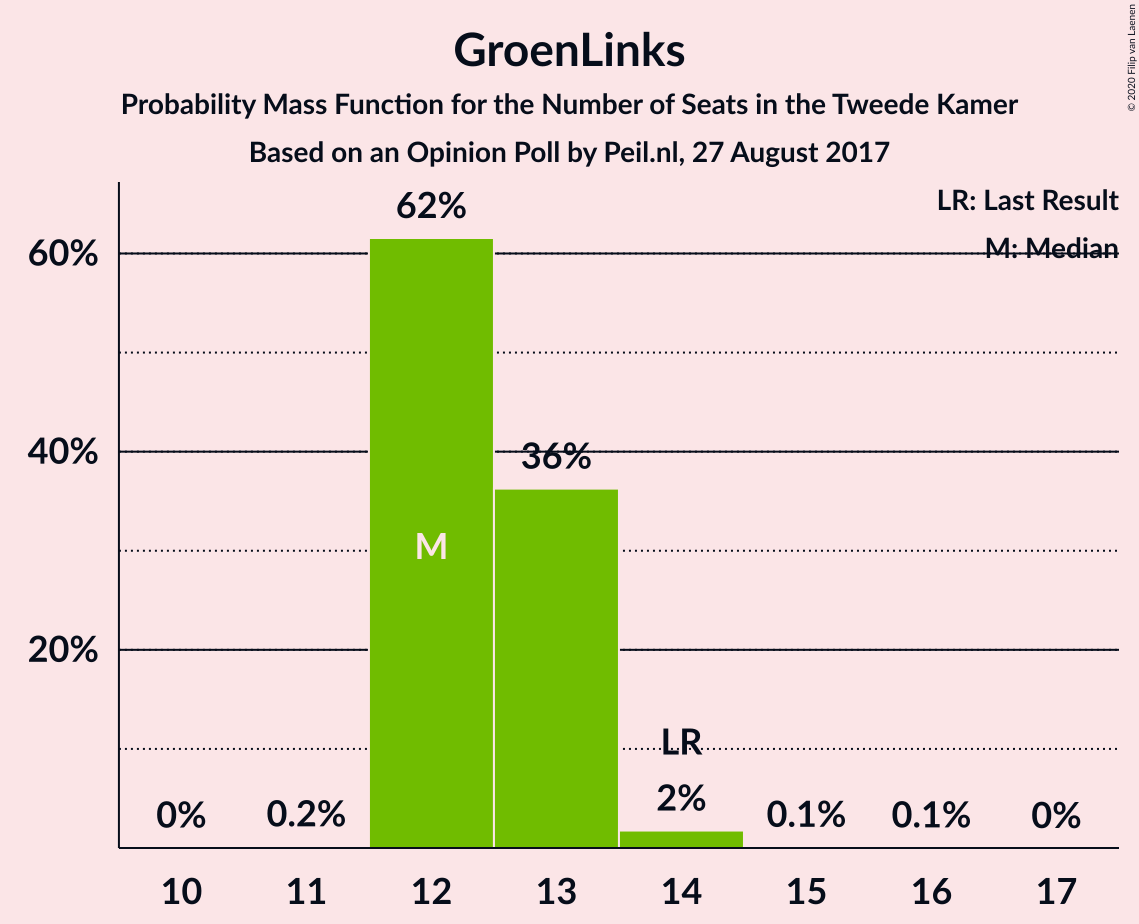 GroenLinks
Probability Mass Function for the Number of Seats in the Tweede Kamer
Based on an Opinion Poll by Peil.nl, 27 August 2017
© 2020 Filip van Laenen
LR: Last Result
M: Median
62%
60%
40%
36%
M
20%
LR
0%
0.2%
2%
0.1%
0.1%
0%
10
11
12
13
14
15
16
17